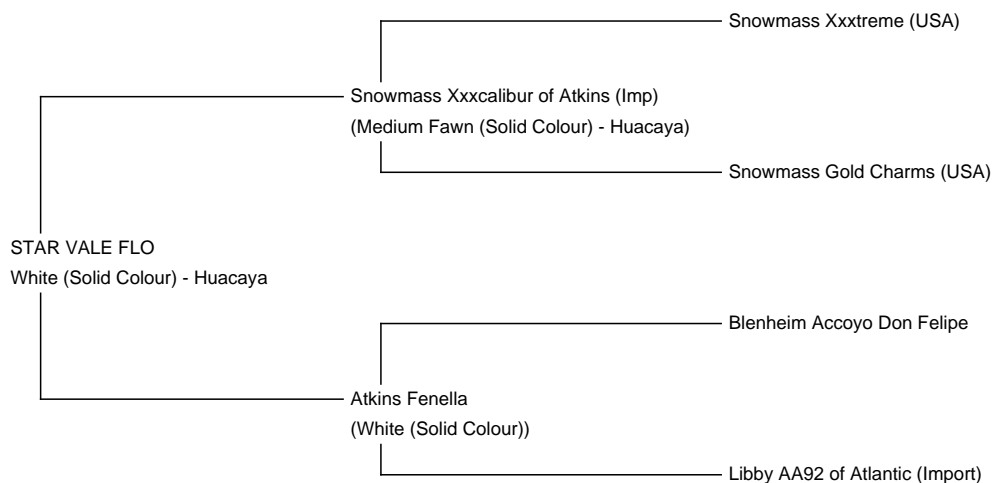 Snowmass Xxxtreme (USA)
Snowmass Xxxcalibur of Atkins (Imp)
(Medium Fawn (Solid Colour) - Huacaya)
Snowmass Gold Charms (USA)
STAR VALE FLO
White (Solid Colour) - Huacaya
Blenheim Accoyo Don Felipe
Atkins Fenella
(White (Solid Colour))
Libby AA92 of Atlantic (Import)